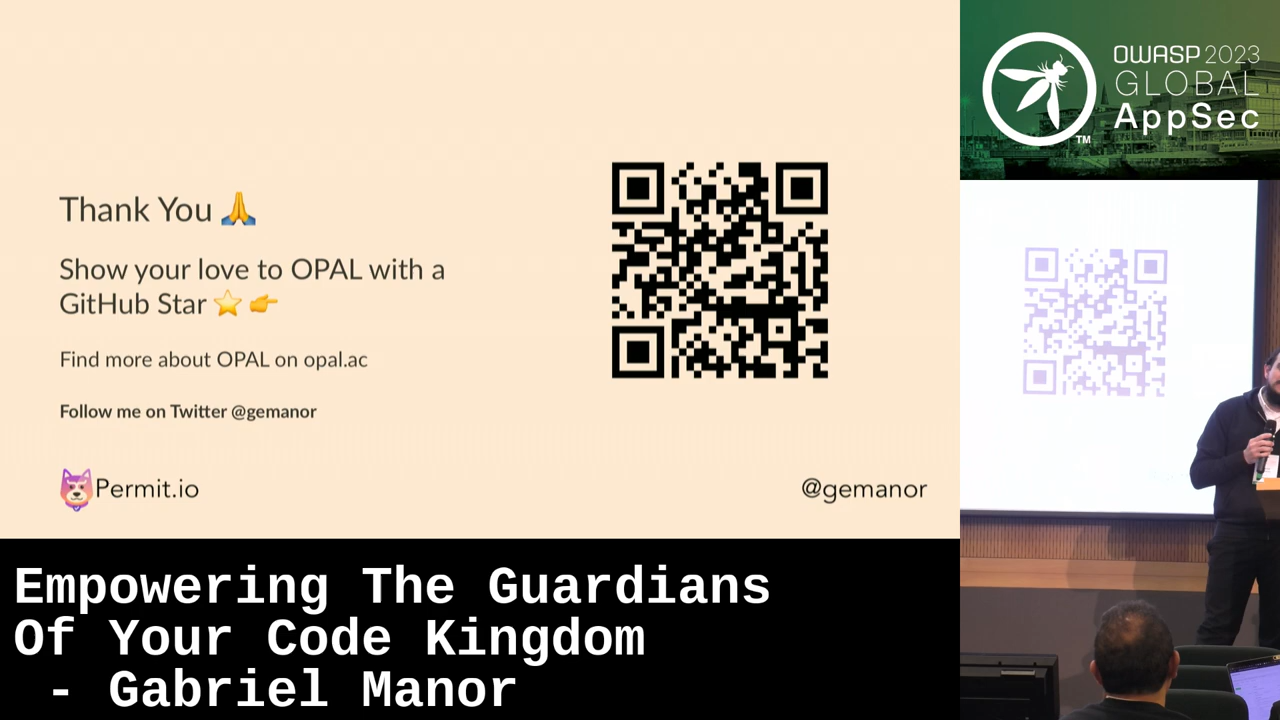 Thank You 🙏
Show your love to OPAL with a
GitHub Star ⭐ 👉
Find more about OPAL on opal.ac
Follow me on Twitter @gemanor
Permit.io
@gemanor
OWASP 2023
GLOBAL
AppSec
TM
Empowering The Guardians
Of Your Code Kingdom
- Gabriel Manor